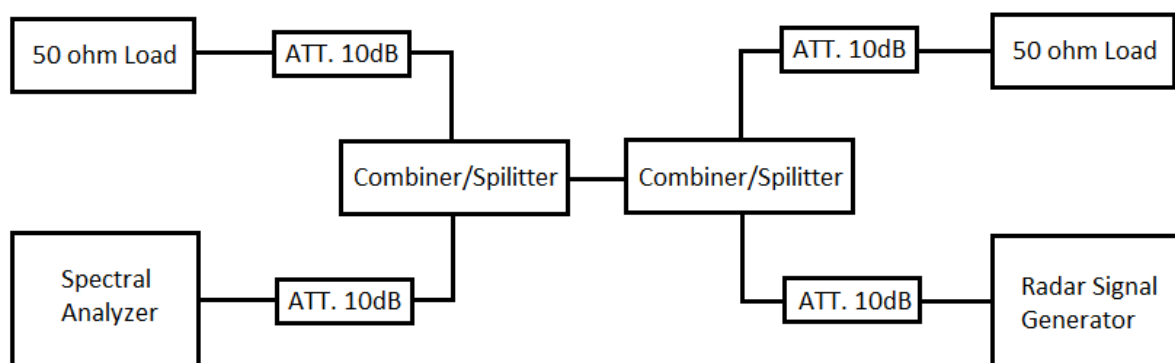 50 ohm Load
ATT. 10dB
ATT. 10dB
50 ohm Load
Combiner/Spilitter
Combiner/Spilitter
Spectral
Analyzer
ATT. 10dB
ATT. 10dB
Radar Signal
Generator